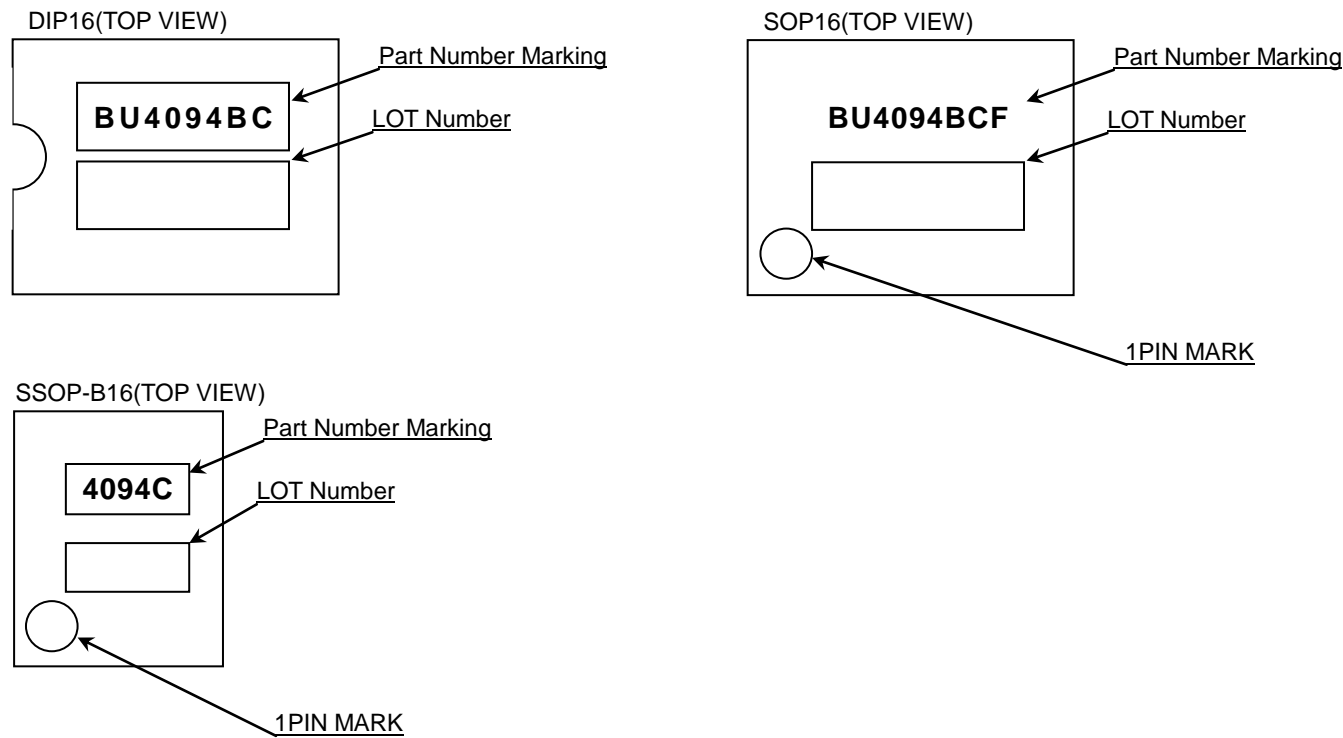 DIP16(TOP VIEW)
Part Number Marking
BU4094BC
LOT Number
SOP16(TOP VIEW)
Part Number Marking
BU4094BCF
LOT Number
1PIN MARK
SSOP-B16(TOP VIEW)
Part Number Marking
4094C
LOT Number
1PIN MARK